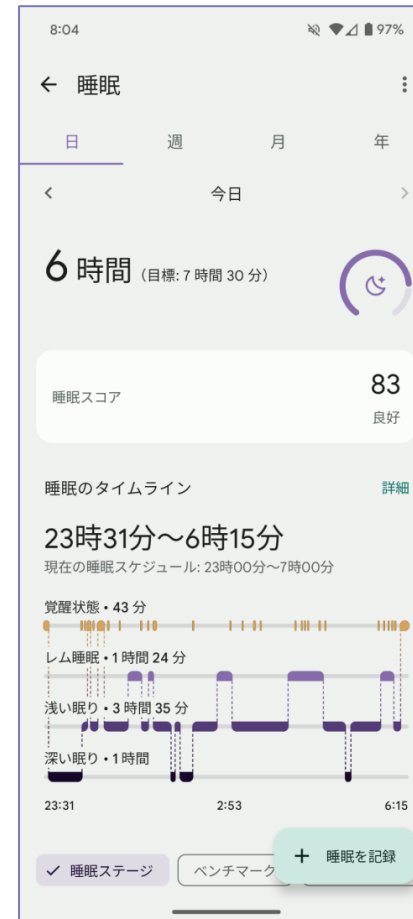 8:04 97%
睡眠
日 週 月 年
今日
6 時間 (目標: 7 時間 30 分)
睡眠スコア 83
良好
睡眠のタイムライン 詳細
23時31分～6時15分
現在の睡眠スケジュール: 23時00分～7時00分
覚醒状態 • 43 分
レム睡眠 • 1 時間 24 分
浅い眠り • 3 時間 35 分
深い眠り • 1 時間
23:31 2:53 6:15
✓ 睡眠ステージ ベンチマーク + 睡眠を記録